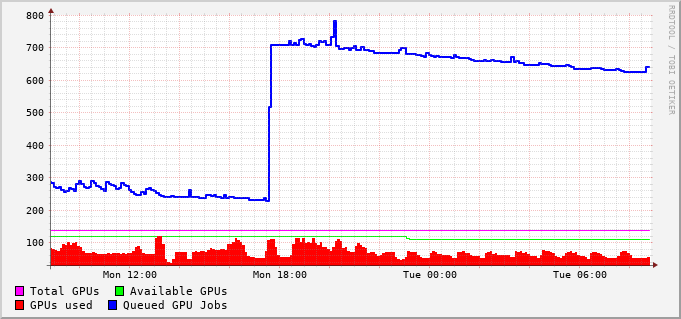 800
700
600
500
400
300
200
100
Mon 12:00 Mon 18:00 Tue 00:00 Tue 06:00
Total GPUs Available GPUs
GPUs used Queued GPU Jobs
RRDTOOL / TOBI OETIKER